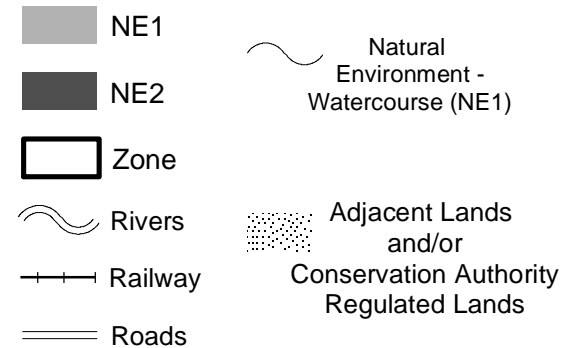 NE1
NE2
Zone
Rivers
Railway
Roads
Natural
Environment -
Watercourse (NE1)
Adjacent Lands
and/or
Conservation Authority
Regulated Lands